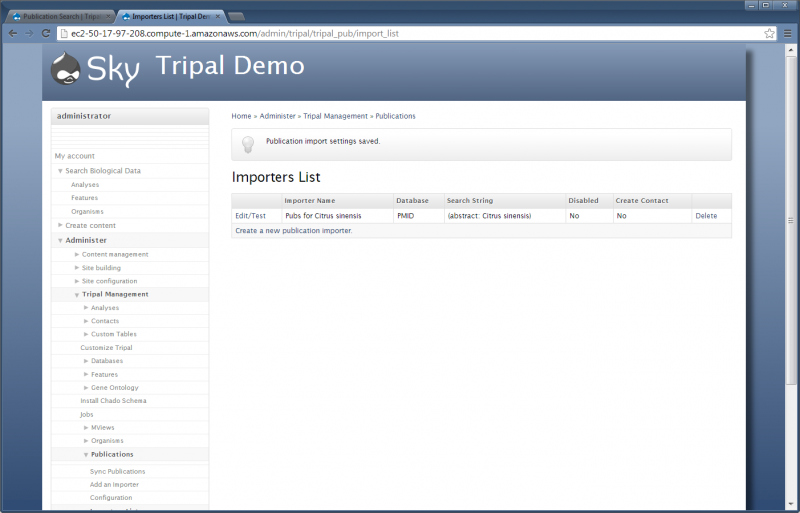 Publication Search | Tripal
Importers List | Tripal Dem
ec2-50-17-97-208.compute-1.amazonaws.com/admin/tripal/tripal_pub/import_list
Sky Tripal Demo
administrator
My account
Search Biological Data
Analyses
Features
Organisms
Create content
Administer
Content management
Site building
Site configuration
Tripal Management
Analyses
Contacts
Custom Tables
Customize Tripal
Databases
Features
Gene Ontology
Install Chado Schema
Jobs
MViews
Organisms
Publications
Sync Publications
Add an Importer
Configuration
Home » Administer » Tripal Management » Publications
Publication import settings saved.
Importers List
Importer Name Database Search String Disabled Create Contact
Edit/Test Pubs for Citrus sinensis PMID (abstract: Citrus sinensis) No No Delete
Create a new publication importer.